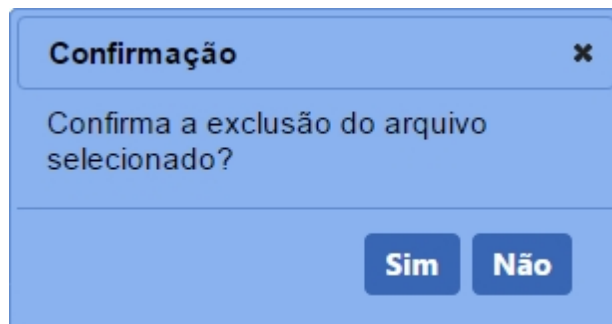 Confirmação
Confirma a exclusão do arquivo
selecionado?
Sim Não